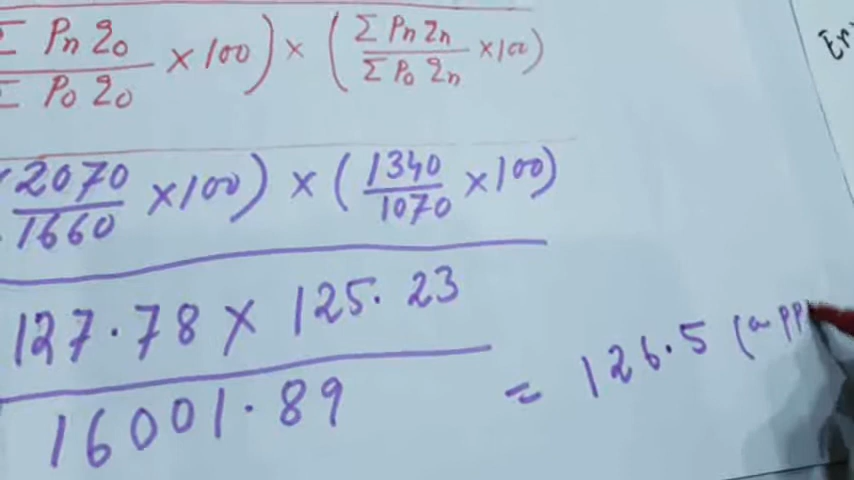 Σ Pn q0 / Σ P0 q0 × 100) × (Σ Pn qn / Σ P0 qn × 100)
(2070 / 1660 × 100) × (1340 / 1070 × 100)
127.78 × 125.23
16001.89 = 126.5 (app